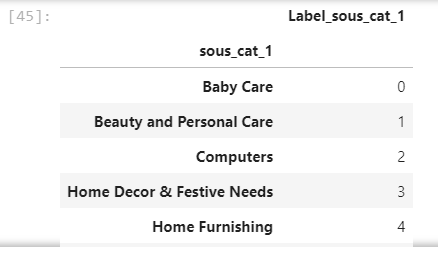 [45]: Label_sous_cat_1
sous_cat_1
Baby Care 0
Beauty and Personal Care 1
Computers 2
Home Decor & Festive Needs 3
Home Furnishing 4